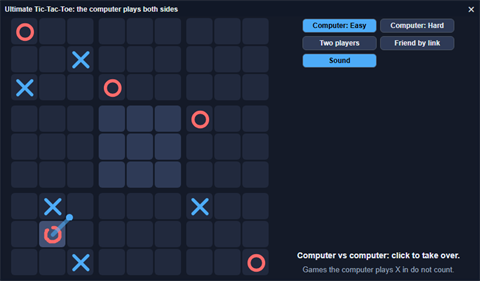 Ultimate Tic-Tac-Toe: the computer plays both sides
Computer: Easy
Computer: Hard
Two players
Friend by link
Sound
Computer vs computer: click to take over.
Games the computer plays X in do not count.